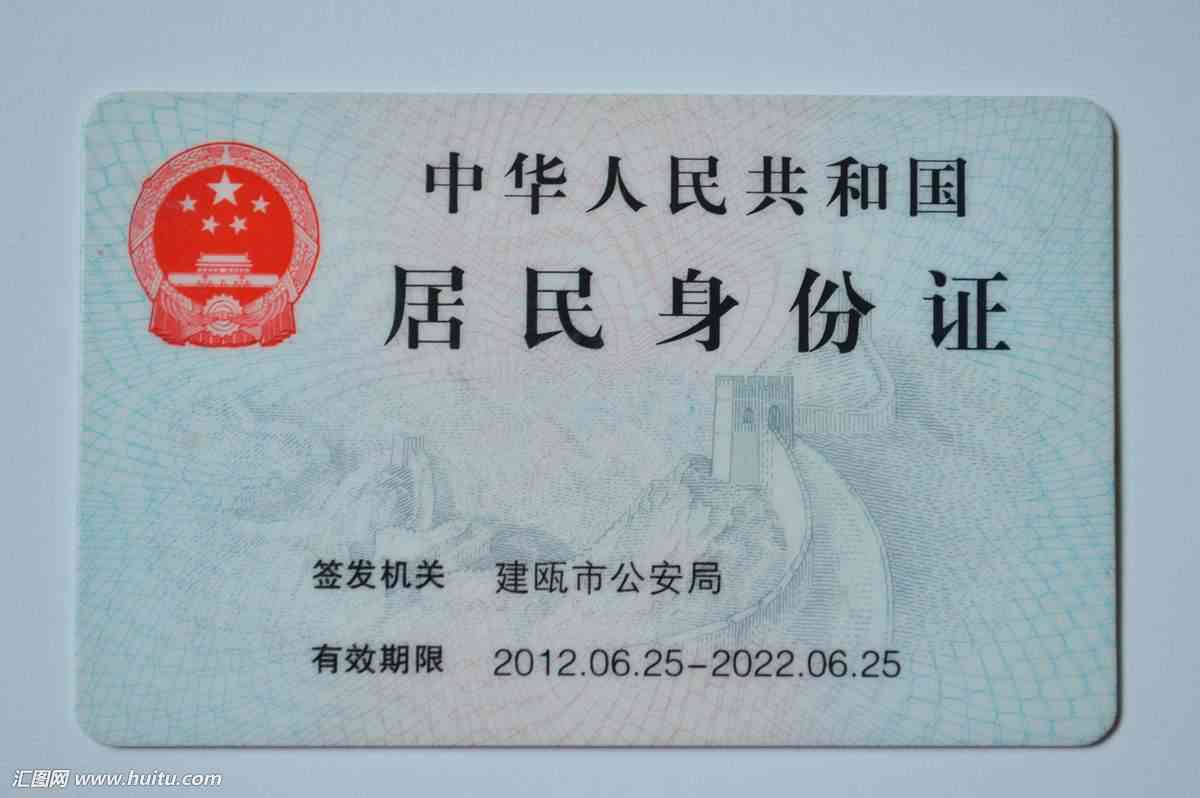 中华人民共和国
居民身份证
签发机关 建瓯市公安局
有效期限 2012.06.25-2022.06.25
汇图网 www.huitu.com